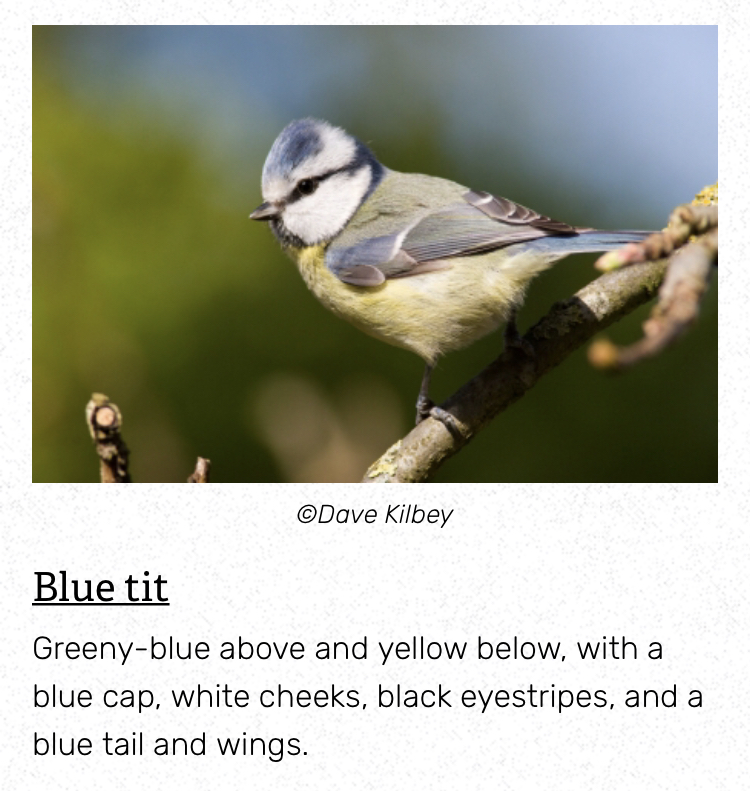 ©Dave Kilbey
Blue tit
Greeny-blue above and yellow below, with a
blue cap, white cheeks, black eyestripes, and a
blue tail and wings.